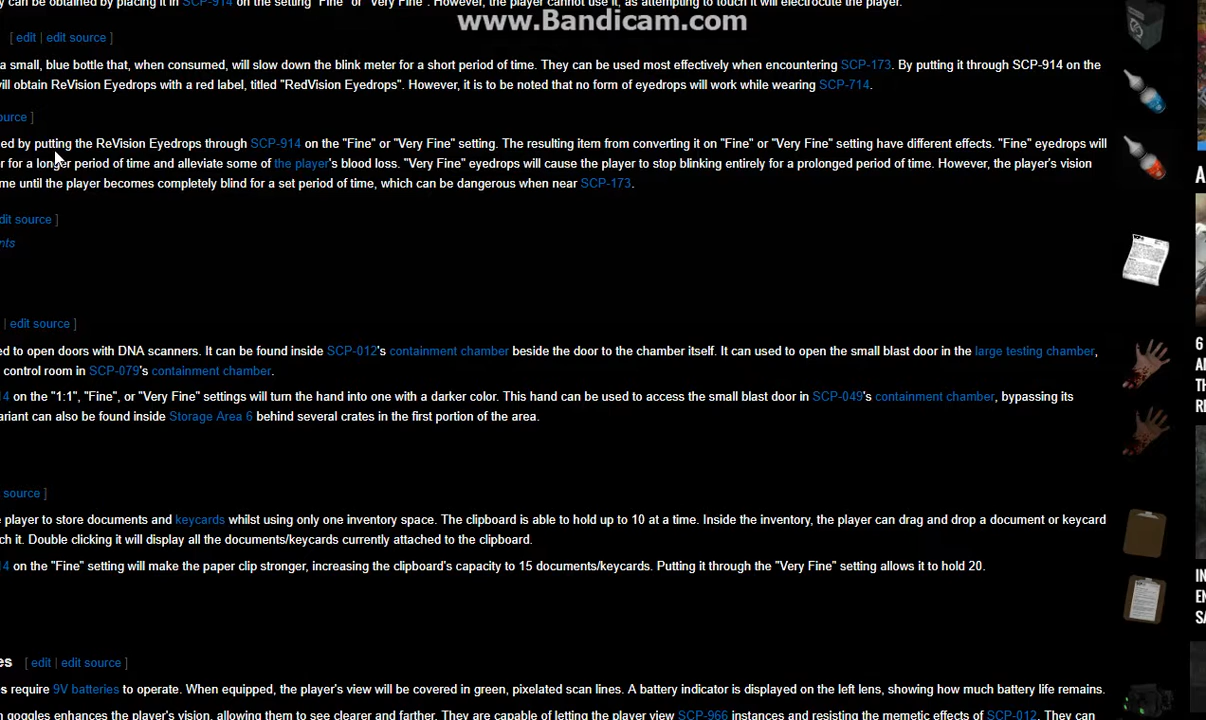 y can be obtained by placing it in SCP-914 on the setting "Fine" or "Very Fine". However, the player cannot use it, as attempting to touch it will electrocute the player.
www.Bandicam.com
[ edit | edit source ]
a small, blue bottle that, when consumed, will slow down the blink meter for a short period of time. They can be used most effectively when encountering SCP-173. By putting it through SCP-914 on the
ill obtain ReVision Eyedrops with a red label, titled "RedVision Eyedrops". However, it is to be noted that no form of eyedrops will work while wearing SCP-714.
ource ]
ed by putting the ReVision Eyedrops through SCP-914 on the "Fine" or "Very Fine" setting. The resulting item from converting it on "Fine" or "Very Fine" setting have different effects. "Fine" eyedrops will
r for a longer period of time and alleviate some of the player's blood loss. "Very Fine" eyedrops will cause the player to stop blinking entirely for a prolonged period of time. However, the player's vision
me until the player becomes completely blind for a set period of time, which can be dangerous when near SCP-173.
A
dit source ]
nts
| edit source ]
6
ed to open doors with DNA scanners. It can be found inside SCP-012's containment chamber beside the door to the chamber itself. It can used to open the small blast door in the large testing chamber,
A
control room in SCP-079's containment chamber.
TH
14 on the "1:1", "Fine", or "Very Fine" settings will turn the hand into one with a darker color. This hand can be used to access the small blast door in SCP-049's containment chamber, bypassing its
RE
ariant can also be found inside Storage Area 6 behind several crates in the first portion of the area.
source ]
e player to store documents and keycards whilst using only one inventory space. The clipboard is able to hold up to 10 at a time. Inside the inventory, the player can drag and drop a document or keycard
ch it. Double clicking it will display all the documents/keycards currently attached to the clipboard.
14 on the "Fine" setting will make the paper clip stronger, increasing the clipboard's capacity to 15 documents/keycards. Putting it through the "Very Fine" setting allows it to hold 20.
IN
EN
SA
es [ edit | edit source ]
es require 9V batteries to operate. When equipped, the player's view will be covered in green, pixelated scan lines. A battery indicator is displayed on the left lens, showing how much battery life remains.
n goggles enhances the player's vision, allowing them to see clearer and farther. They are capable of letting the player view SCP-966 instances and resisting the memetic effects of SCP-012. They can